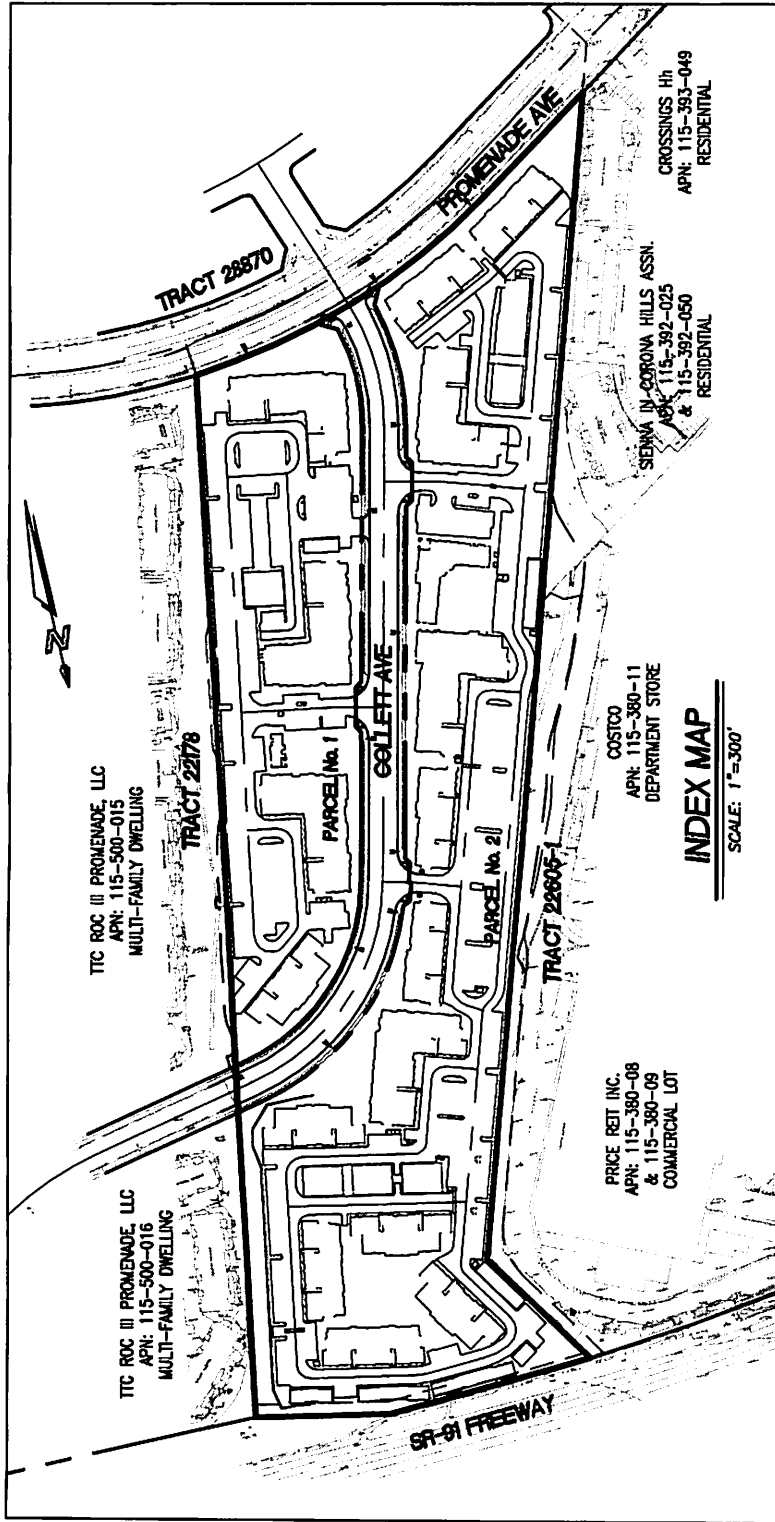 TTC ROC III PROMENADE, LLC
APN: 115-500-016
MULTI-FAMILY DWELLING
TTC ROC III PROMENADE, LLC
APN: 115-500-015
MULTI-FAMILY DWELLING
N
TRACT 28870
TRACT 22178
PARCEL No. 1
COLLETT AVE
PROMENADE AVE
SR-91 FREEWAY
PARCEL No. 2
TRACT 22605-1
PRICE REIT INC.
APN: 115-380-08
& 115-380-09
COMMERCIAL LOT
COSTCO
APN: 115-380-11
DEPARTMENT STORE
SIENNA IN CORONA HILLS ASSN.
APN: 115-392-025
& 115-392-050
RESIDENTIAL
CROSSINGS Hh
APN: 115-393-049
RESIDENTIAL
INDEX MAP
SCALE: 1"=300'